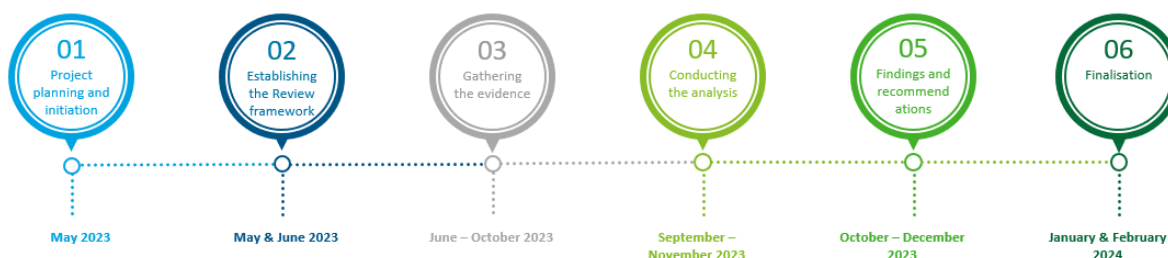 01
Project
planning and
initiation
02
Establishing
the Review
framework
03
Gathering
the evidence
04
Conducting
the analysis
05
Findings and
recommend
ations
06
Finalisation
May 2023
May & June 2023
June – October 2023
September –
November 2023
October – December
2023
January & February
2024